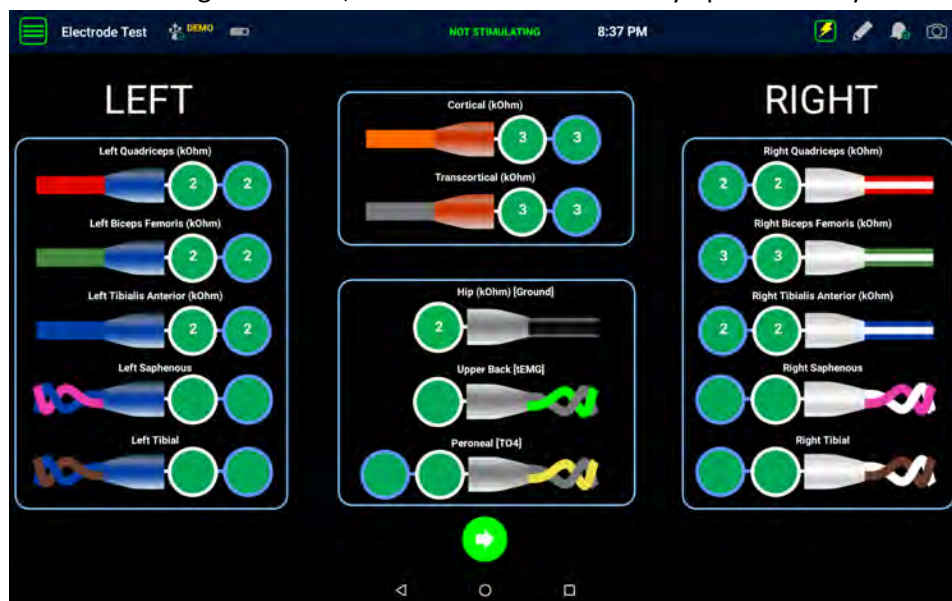 Electrode Test DEMO NOT STIMULATING 8:37 PM
LEFT
Left Quadriceps (kOhm)
2 2
Left Biceps Femoris (kOhm)
2 2
Left Tibialis Anterior (kOhm)
2 2
Left Saphenous
Left Tibial
Cortical (kOhm)
3 3
Transcortical (kOhm)
3 3
Hip (kOhm) [Ground]
2
Upper Back [tEMG]
Peroneal [TO4]
RIGHT
Right Quadriceps (kOhm)
2 2
Right Biceps Femoris (kOhm)
3 3
Right Tibialis Anterior (kOhm)
2 2
Right Saphenous
Right Tibial